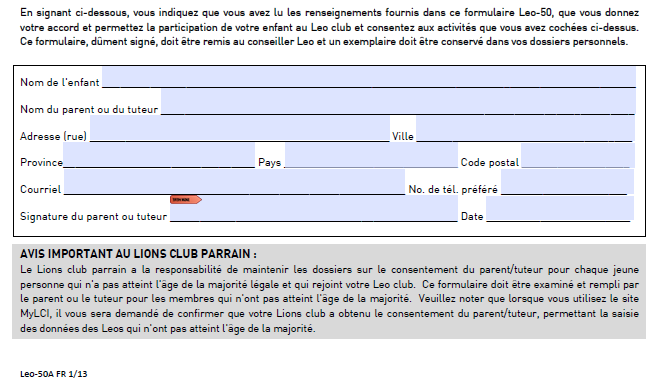 En signant ci-dessous, vous indiquez que vous avez lu les renseignements fournis dans ce formulaire Leo-50, que vous donnez
votre accord et permettez la participation de votre enfant au Leo club et consentez aux activités que vous avez cochées ci-dessus.
Ce formulaire, dûment signé, doit être remis au conseiller Leo et un exemplaire doit être conservé dans vos dossiers personnels.
Nom de l'enfant
Nom du parent ou du tuteur
Adresse (rue) Ville
Province Pays Code postal
Courriel No. de tél. préféré
Signature du parent ou tuteur Date
AVIS IMPORTANT AU LIONS CLUB PARRAIN :
Le Lions club parrain a la responsabilité de maintenir les dossiers sur le consentement du parent/tuteur pour chaque jeune
personne qui n'a pas atteint l'âge de la majorité légale et qui rejoint votre Leo club. Ce formulaire doit être examiné et rempli par
le parent ou le tuteur pour les membres qui n'ont pas atteint l'âge de la majorité. Veuillez noter que lorsque vous utilisez le site
MyLCI, il vous sera demandé de confirmer que votre Lions club a obtenu le consentement du parent/tuteur, permettant la saisie
des données des Leos qui n'ont pas atteint l'âge de la majorité.
Leo-50A FR 1/13